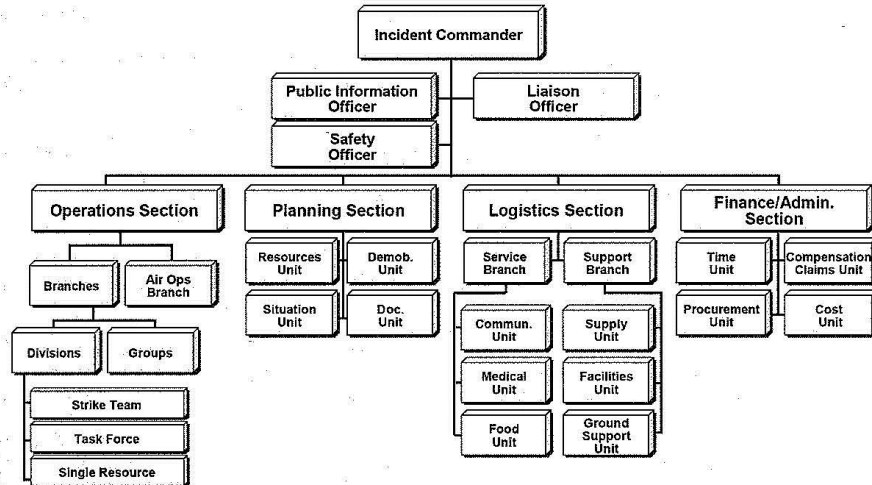 Incident Commander
Public Information
Officer
Liaison
Officer
Safety
Officer
Operations Section
Planning Section
Logistics Section
Finance/Admin.
Section
Branches
Air Ops
Branch
Resources
Unit
Demob.
Unit
Service
Branch
Support
Branch
Time
Unit
Compensation
Claims Unit
Situation
Unit
Doc.
Unit
Procurement
Unit
Cost
Unit
Divisions
Groups
Commun.
Unit
Supply
Unit
Strike Team
Medical
Unit
Facilities
Unit
Task Force
Food
Unit
Ground
Support
Unit
Single Resource